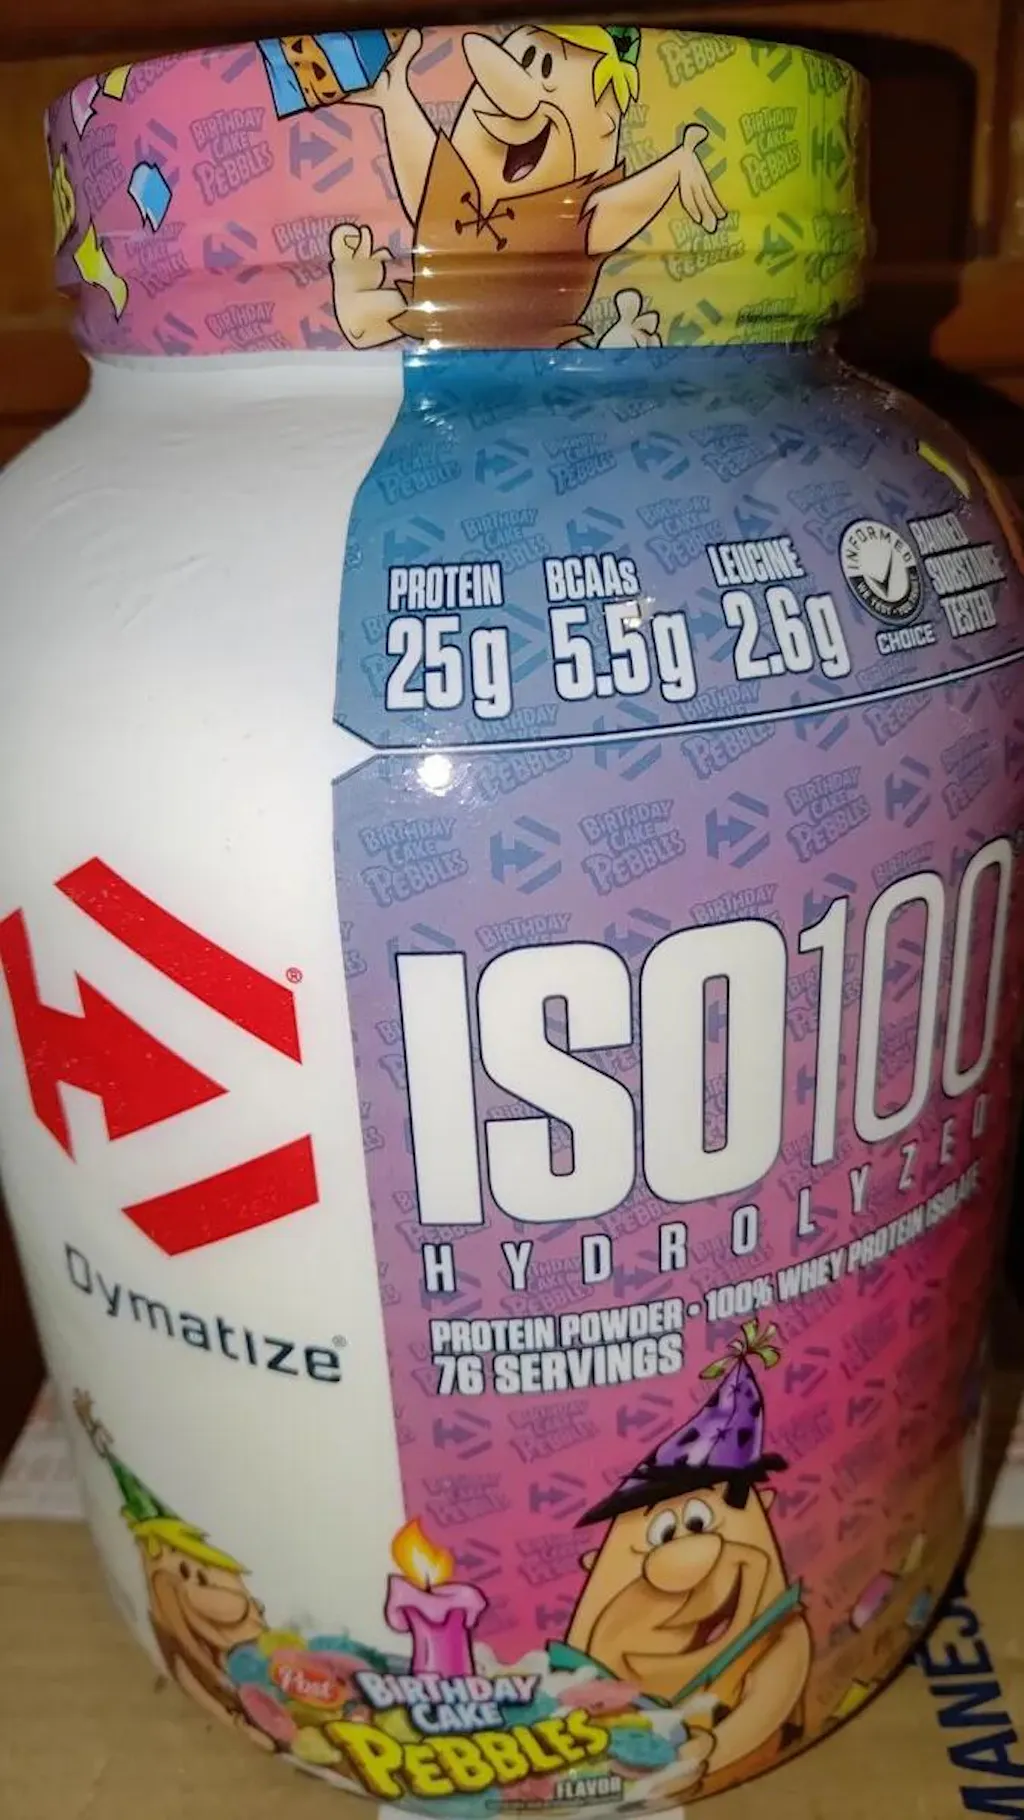 PROTEIN
25g
BCAAs
5.5g
LEUCINE
2.6g
INFORMED
CHOICE
BANNED
SUBSTANCE
TESTED
ISO100
HYDROLYZED
PROTEIN POWDER • 100% WHEY PROTEIN ISOLATE
76 SERVINGS
Dymatize®
Post
BIRTHDAY
CAKE
PEBBLES
FLAVOR